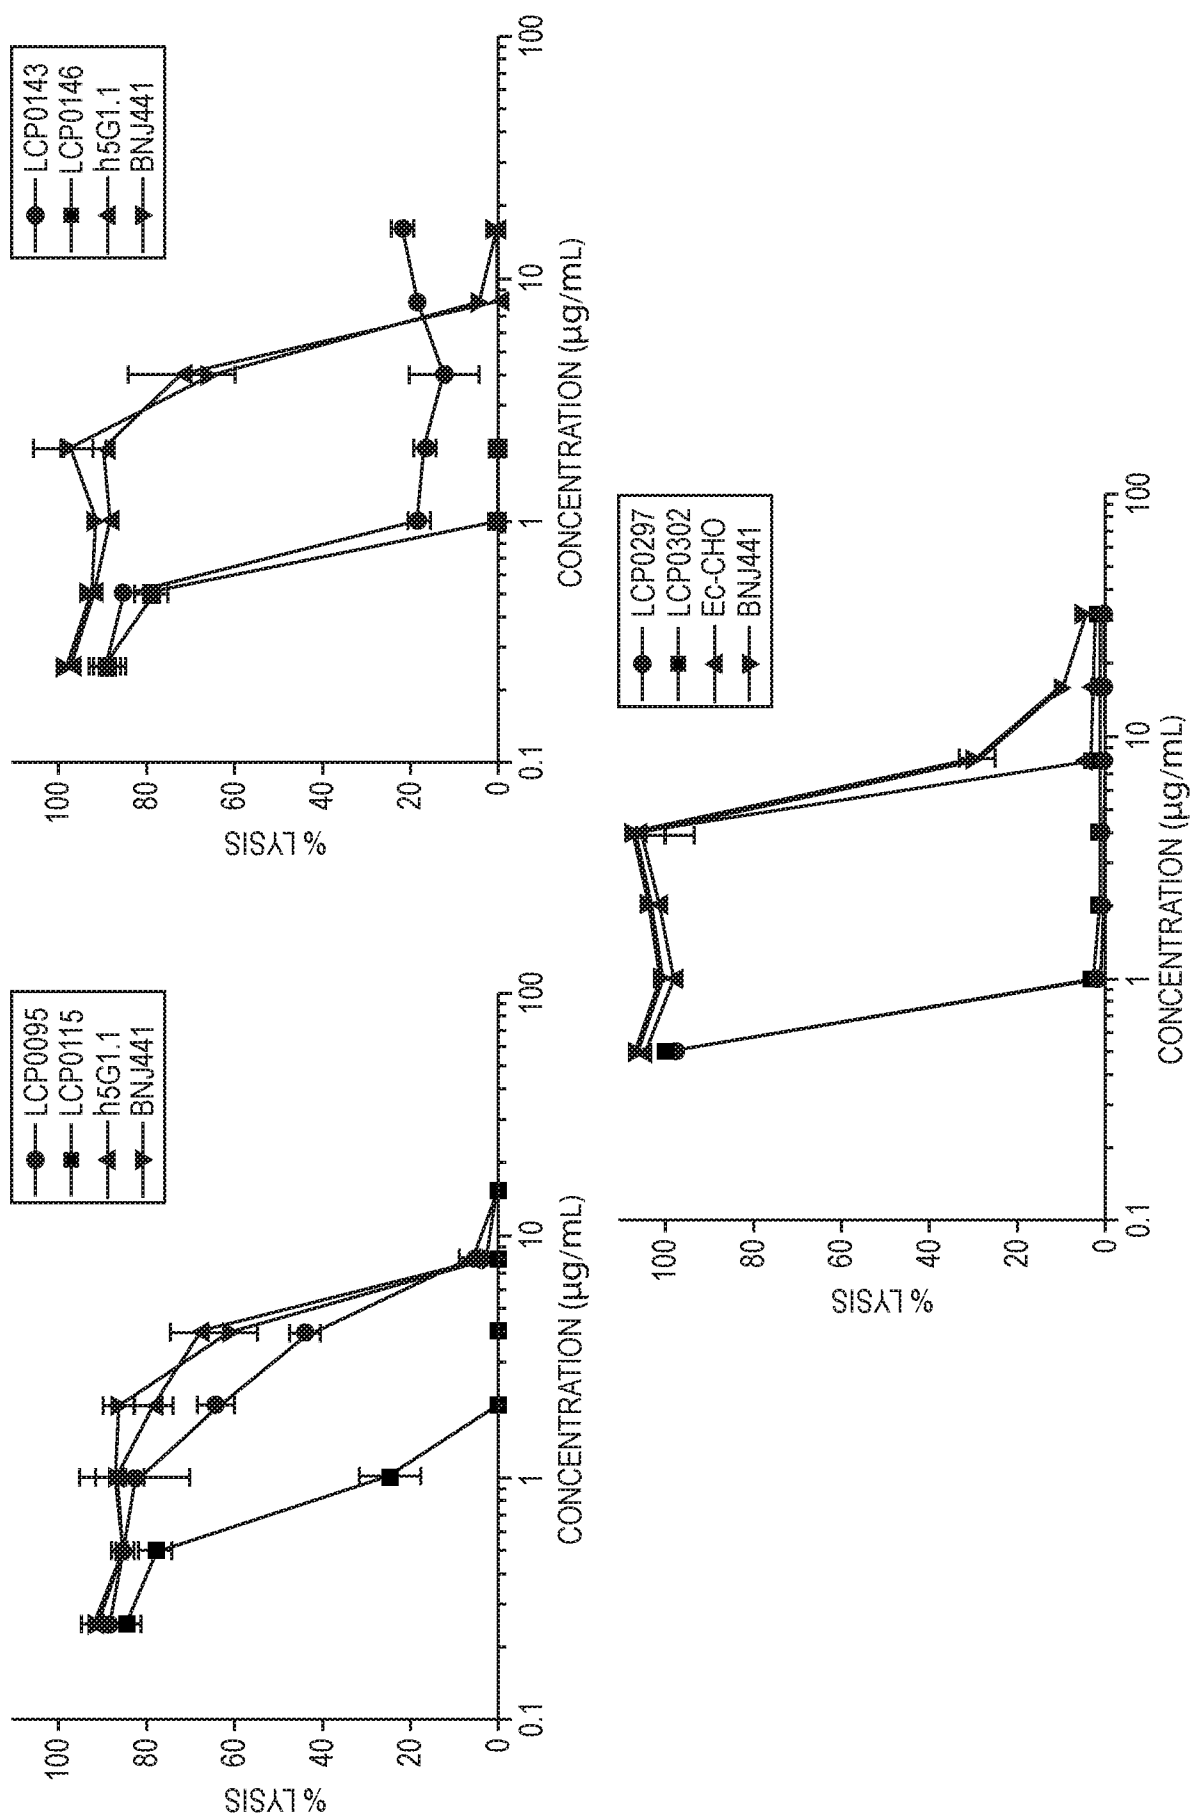 LCP0095
LCP0115
h5G1.1
BNJ441
% LYSIS
100
80
60
40
20
0
0.1
1
10
100
CONCENTRATION (µg/mL)
LCP0143
LCP0146
h5G1.1
BNJ441
% LYSIS
100
80
60
40
20
0
0.1
1
10
100
CONCENTRATION (µg/mL)
LCP0297
LCP0302
Ec-CHO
BNJ441
% LYSIS
100
80
60
40
20
0
0.1
1
10
100
CONCENTRATION (µg/mL)